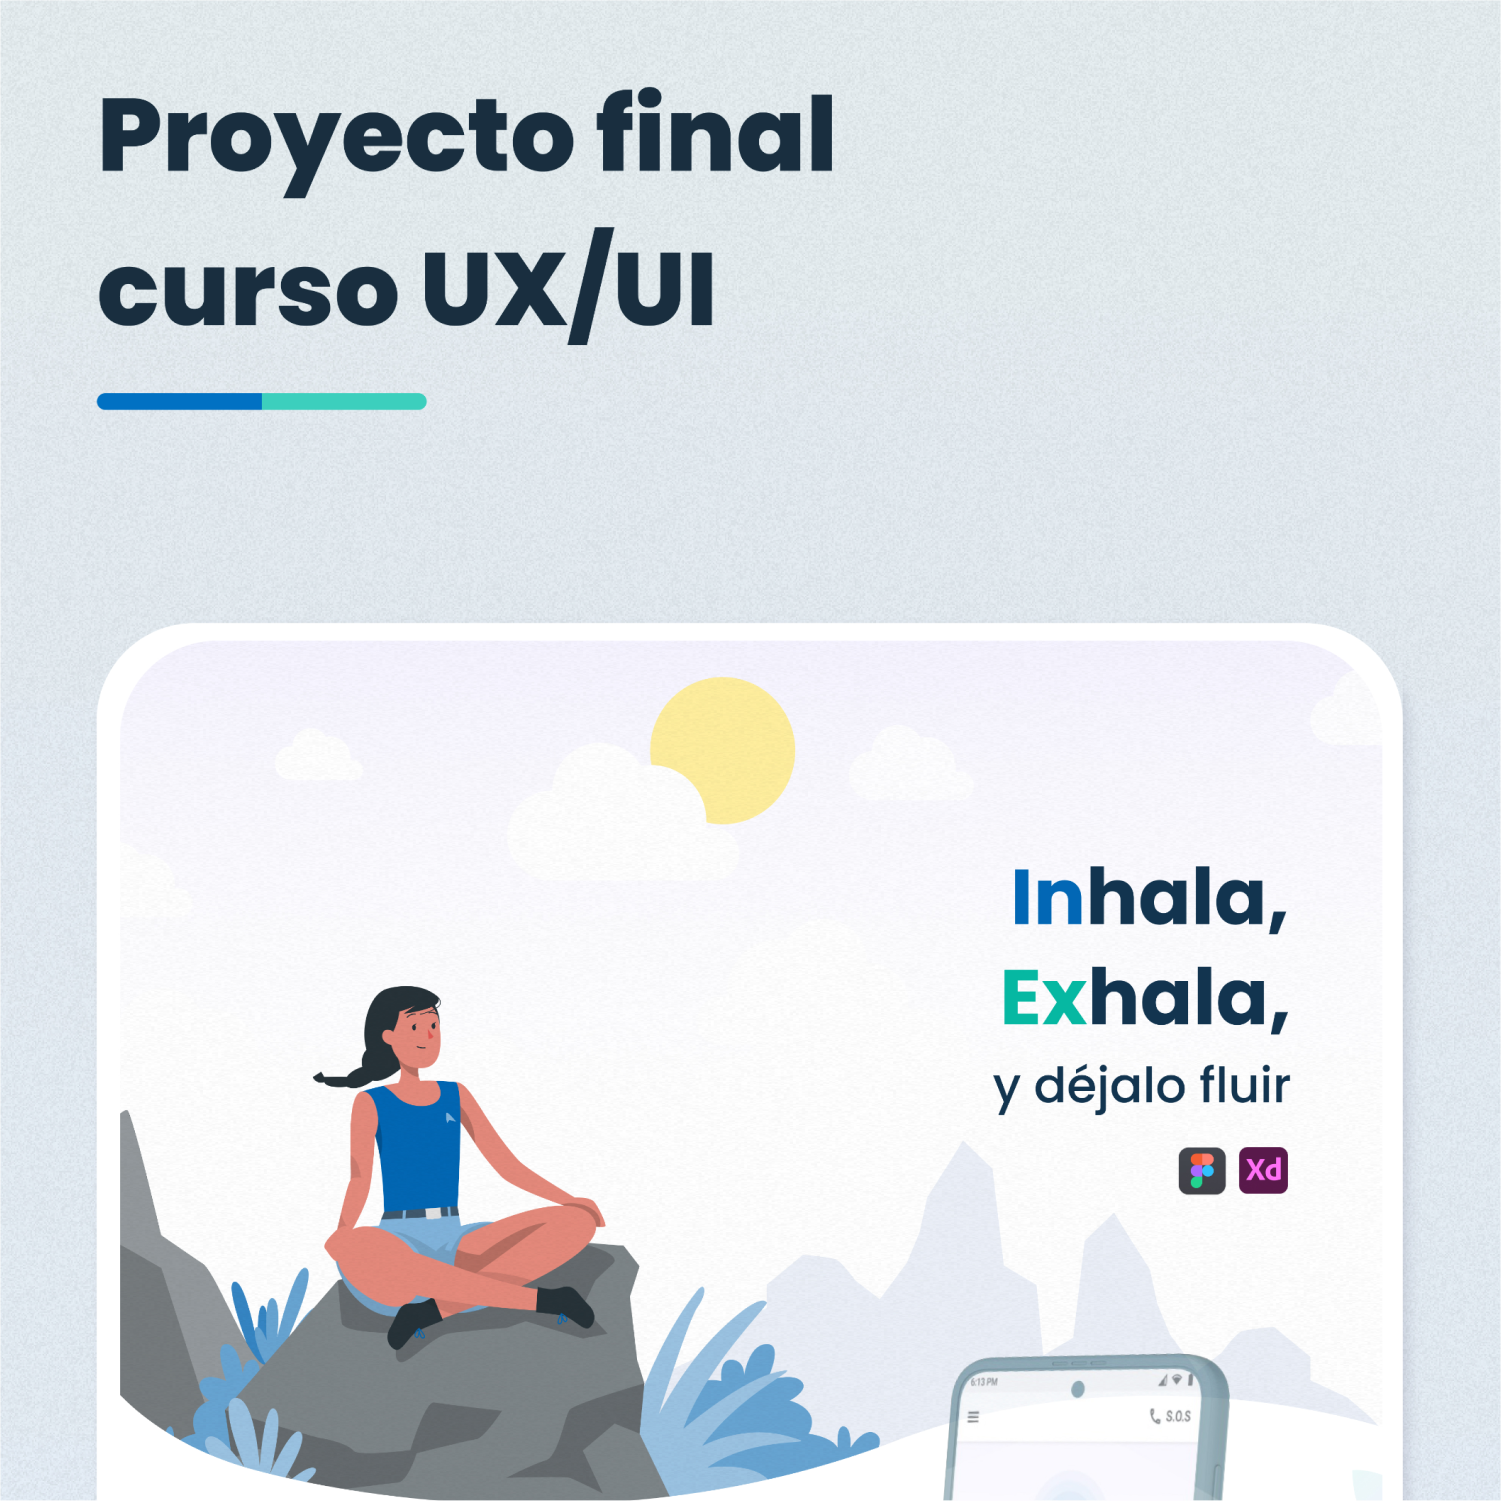 Proyecto final
curso UX/UI
Inhala,
Exhala,
y déjalo fluir
Xd
6:13 PM
S.O.S